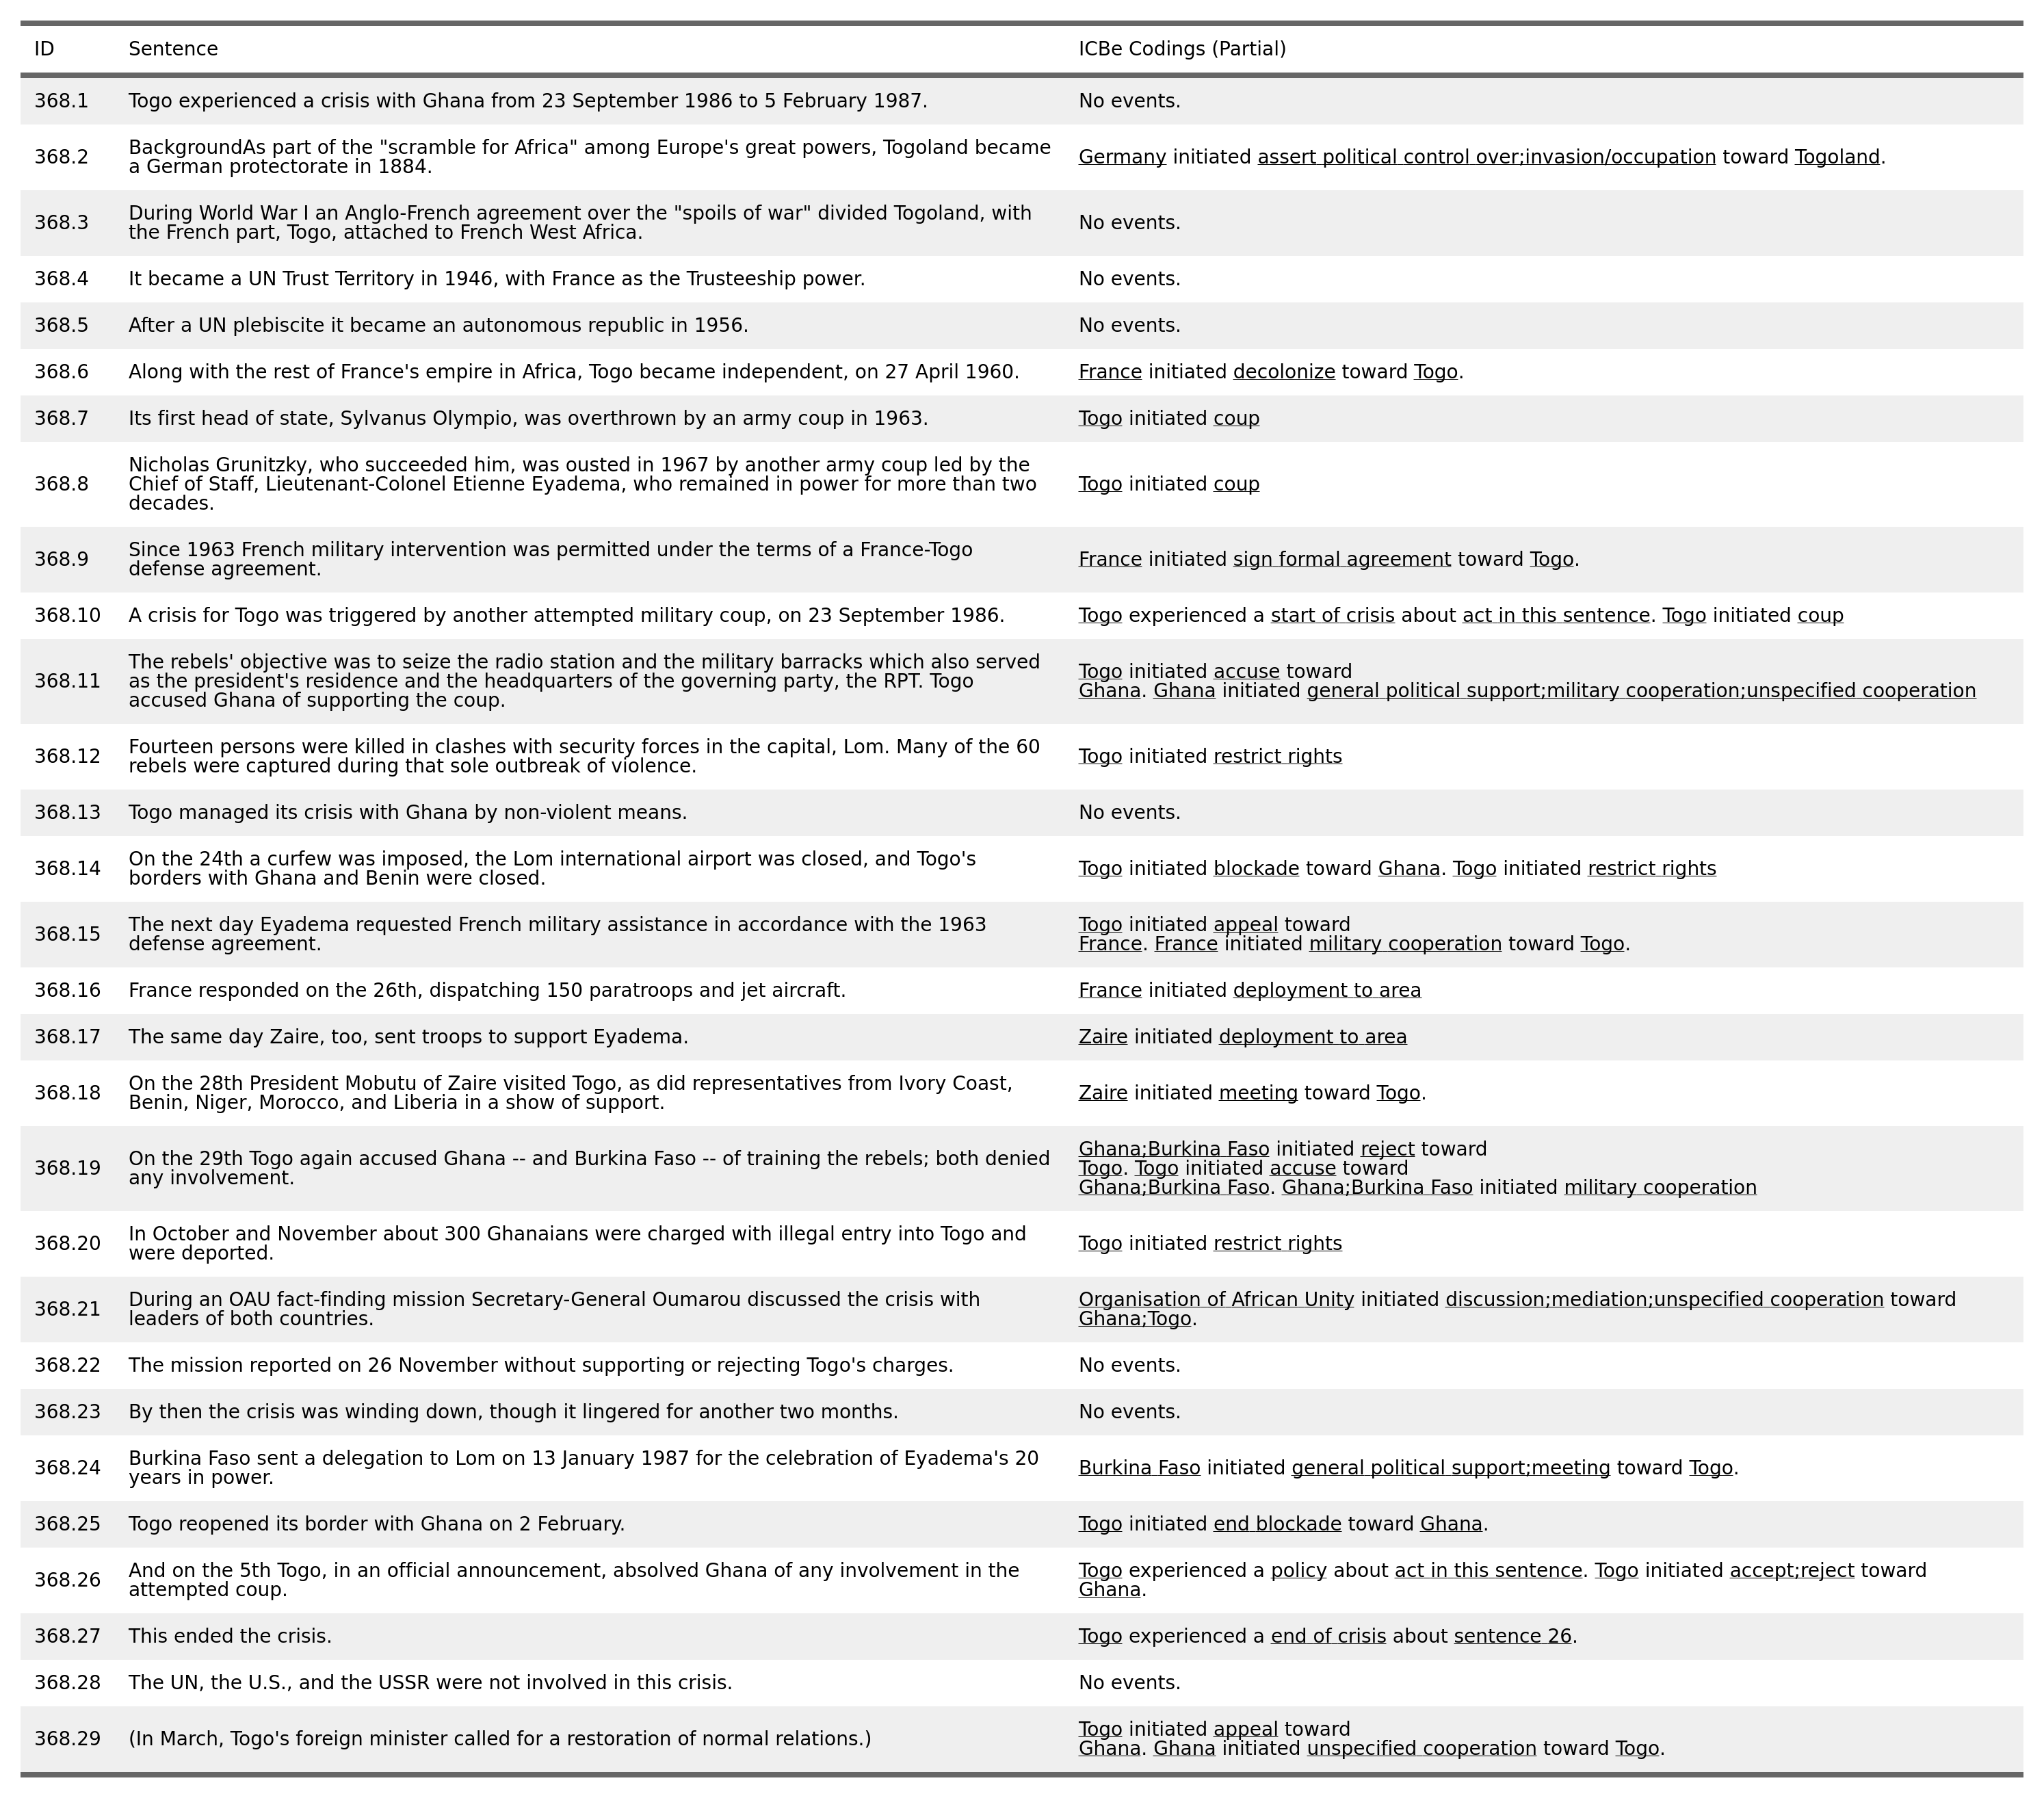 ID Sentence ICBe Codings (Partial)
368.1 Togo experienced a crisis with Ghana from 23 September 1986 to 5 February 1987. No events.
368.2 BackgroundAs part of the "scramble for Africa" among Europe's great powers, Togoland became
a German protectorate in 1884.
Germany initiated assert political control over;invasion/occupation toward Togoland.
368.3 During World War I an Anglo-French agreement over the "spoils of war" divided Togoland, with
the French part, Togo, attached to French West Africa.
No events.
368.4 It became a UN Trust Territory in 1946, with France as the Trusteeship power. No events.
368.5 After a UN plebiscite it became an autonomous republic in 1956. No events.
368.6 Along with the rest of France's empire in Africa, Togo became independent, on 27 April 1960. France initiated decolonize toward Togo.
368.7 Its first head of state, Sylvanus Olympio, was overthrown by an army coup in 1963. Togo initiated coup
368.8 Nicholas Grunitzky, who succeeded him, was ousted in 1967 by another army coup led by the
Chief of Staff, Lieutenant-Colonel Etienne Eyadema, who remained in power for more than two
decades.
Togo initiated coup
368.9 Since 1963 French military intervention was permitted under the terms of a France-Togo
defense agreement.
France initiated sign formal agreement toward Togo.
368.10 A crisis for Togo was triggered by another attempted military coup, on 23 September 1986. Togo experienced a start of crisis about act in this sentence. Togo initiated coup
368.11 The rebels' objective was to seize the radio station and the military barracks which also served
as the president's residence and the headquarters of the governing party, the RPT. Togo
accused Ghana of supporting the coup.
Togo initiated accuse toward
Ghana. Ghana initiated general political support;military cooperation;unspecified cooperation
368.12 Fourteen persons were killed in clashes with security forces in the capital, Lom. Many of the 60
rebels were captured during that sole outbreak of violence.
Togo initiated restrict rights
368.13 Togo managed its crisis with Ghana by non-violent means. No events.
368.14 On the 24th a curfew was imposed, the Lom international airport was closed, and Togo's
borders with Ghana and Benin were closed.
Togo initiated blockade toward Ghana. Togo initiated restrict rights
368.15 The next day Eyadema requested French military assistance in accordance with the 1963
defense agreement.
Togo initiated appeal toward
France. France initiated military cooperation toward Togo.
368.16 France responded on the 26th, dispatching 150 paratroops and jet aircraft. France initiated deployment to area
368.17 The same day Zaire, too, sent troops to support Eyadema. Zaire initiated deployment to area
368.18 On the 28th President Mobutu of Zaire visited Togo, as did representatives from Ivory Coast,
Benin, Niger, Morocco, and Liberia in a show of support.
Zaire initiated meeting toward Togo.
368.19 On the 29th Togo again accused Ghana -- and Burkina Faso -- of training the rebels; both denied
any involvement.
Ghana;Burkina Faso initiated reject toward
Togo. Togo initiated accuse toward
Ghana;Burkina Faso. Ghana;Burkina Faso initiated military cooperation
368.20 In October and November about 300 Ghanaians were charged with illegal entry into Togo and
were deported.
Togo initiated restrict rights
368.21 During an OAU fact-finding mission Secretary-General Oumarou discussed the crisis with
leaders of both countries.
Organisation of African Unity initiated discussion;mediation;unspecified cooperation toward
Ghana;Togo.
368.22 The mission reported on 26 November without supporting or rejecting Togo's charges. No events.
368.23 By then the crisis was winding down, though it lingered for another two months. No events.
368.24 Burkina Faso sent a delegation to Lom on 13 January 1987 for the celebration of Eyadema's 20
years in power.
Burkina Faso initiated general political support;meeting toward Togo.
368.25 Togo reopened its border with Ghana on 2 February. Togo initiated end blockade toward Ghana.
368.26 And on the 5th Togo, in an official announcement, absolved Ghana of any involvement in the
attempted coup.
Togo experienced a policy about act in this sentence. Togo initiated accept;reject toward
Ghana.
368.27 This ended the crisis. Togo experienced a end of crisis about sentence 26.
368.28 The UN, the U.S., and the USSR were not involved in this crisis. No events.
368.29 (In March, Togo's foreign minister called for a restoration of normal relations.)
Togo initiated appeal toward
Ghana. Ghana initiated unspecified cooperation toward Togo.